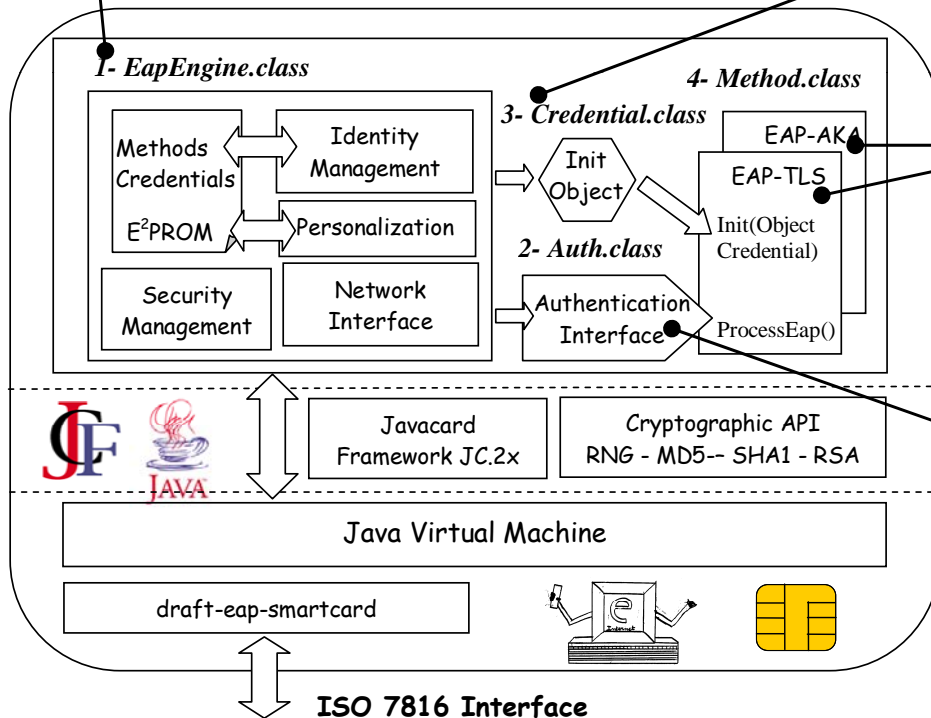 1- EapEngine.class
4- Method.class
3- Credential.class
Methods
Credentials
E²PROM
Identity
Management
Personalization
Security
Management
Network
Interface
Init
Object
2- Auth.class
Authentication
Interface
EAP-AKA
EAP-TLS
Init(Object
Credential)
ProcessEap()
JCF
JAVA
Javacard
Framework JC.2x
Cryptographic API
RNG - MD5-- SHA1 - RSA
Java Virtual Machine
draft-eap-smartcard
e
Internet
ISO 7816 Interface